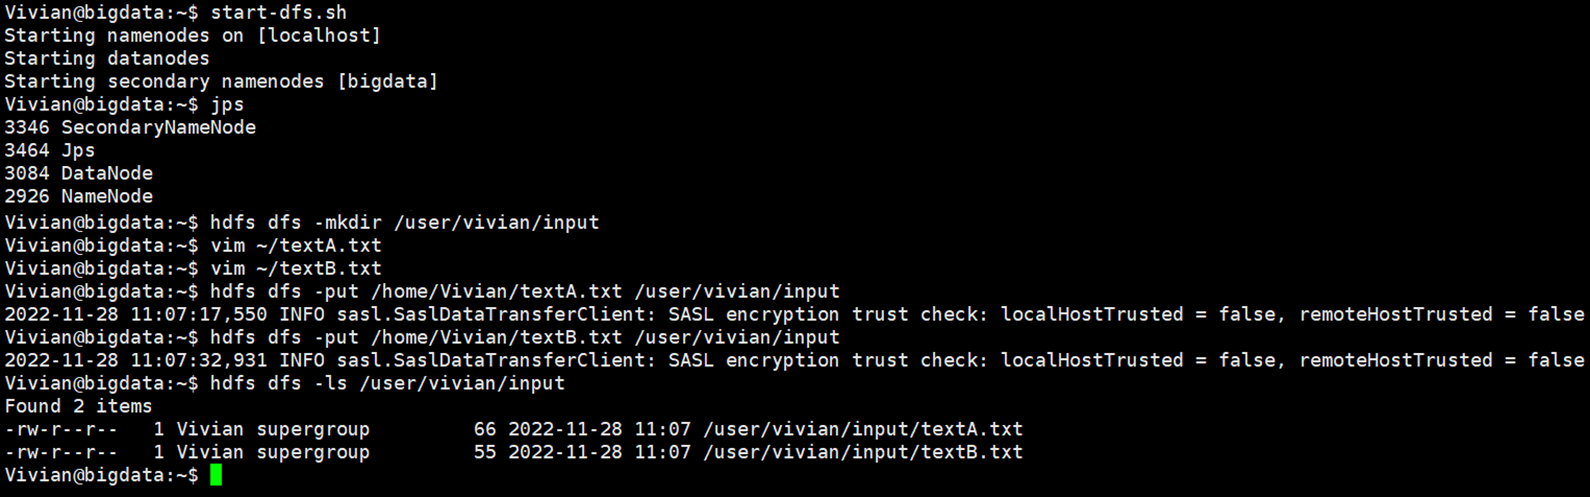 Vivian@bigdata:~$ start-dfs.sh
Starting namenodes on [localhost]
Starting datanodes
Starting secondary namenodes [bigdata]
Vivian@bigdata:~$ jps
3346 SecondaryNameNode
3464 Jps
3084 DataNode
2926 NameNode
Vivian@bigdata:~$ hdfs dfs -mkdir /user/vivian/input
Vivian@bigdata:~$ vim ~/textA.txt
Vivian@bigdata:~$ vim ~/textB.txt
Vivian@bigdata:~$ hdfs dfs -put /home/Vivian/textA.txt /user/vivian/input
2022-11-28 11:07:17,550 INFO sasl.SaslDataTransferClient: SASL encryption trust check: localHostTrusted = false, remoteHostTrusted = false
Vivian@bigdata:~$ hdfs dfs -put /home/Vivian/textB.txt /user/vivian/input
2022-11-28 11:07:32,931 INFO sasl.SaslDataTransferClient: SASL encryption trust check: localHostTrusted = false, remoteHostTrusted = false
Vivian@bigdata:~$ hdfs dfs -ls /user/vivian/input
Found 2 items
-rw-r--r--   1 Vivian supergroup         66 2022-11-28 11:07 /user/vivian/input/textA.txt
-rw-r--r--   1 Vivian supergroup         55 2022-11-28 11:07 /user/vivian/input/textB.txt
Vivian@bigdata:~$